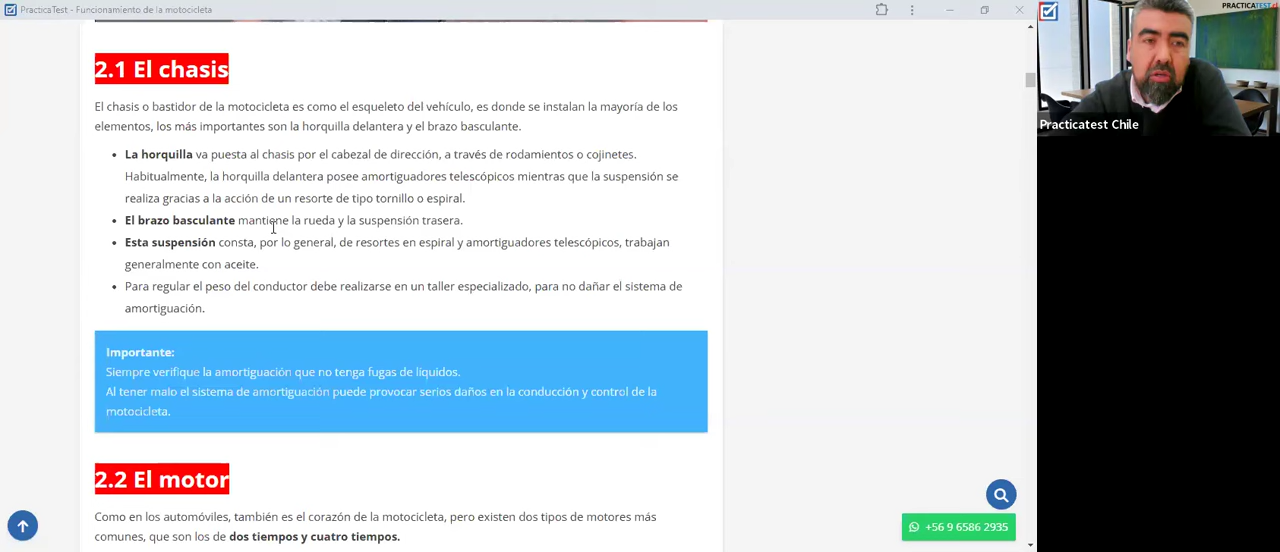 PracticaTest - Funcionamiento de la motocicleta
PRACTICATEST.cl
Practicatest Chile
2.1 El chasis
El chasis o bastidor de la motocicleta es como el esqueleto del vehículo, es donde se instalan la mayoría de los
elementos, los más importantes son la horquilla delantera y el brazo basculante.
• La horquilla va puesta al chasis por el cabezal de dirección, a través de rodamientos o cojinetes.
Habitualmente, la horquilla delantera posee amortiguadores telescópicos mientras que la suspensión se
realiza gracias a la acción de un resorte de tipo tornillo o espiral.
• El brazo basculante mantiene la rueda y la suspensión trasera.
• Esta suspensión consta, por lo general, de resortes en espiral y amortiguadores telescópicos, trabajan
generalmente con aceite.
• Para regular el peso del conductor debe realizarse en un taller especializado, para no dañar el sistema de
amortiguación.
Importante:
Siempre verifique la amortiguación que no tenga fugas de líquidos.
Al tener malo el sistema de amortiguación puede provocar serios daños en la conducción y control de la
motocicleta.
2.2 El motor
Como en los automóviles, también es el corazón de la motocicleta, pero existen dos tipos de motores más
comunes, que son los de dos tiempos y cuatro tiempos.
+56 9 6586 2935